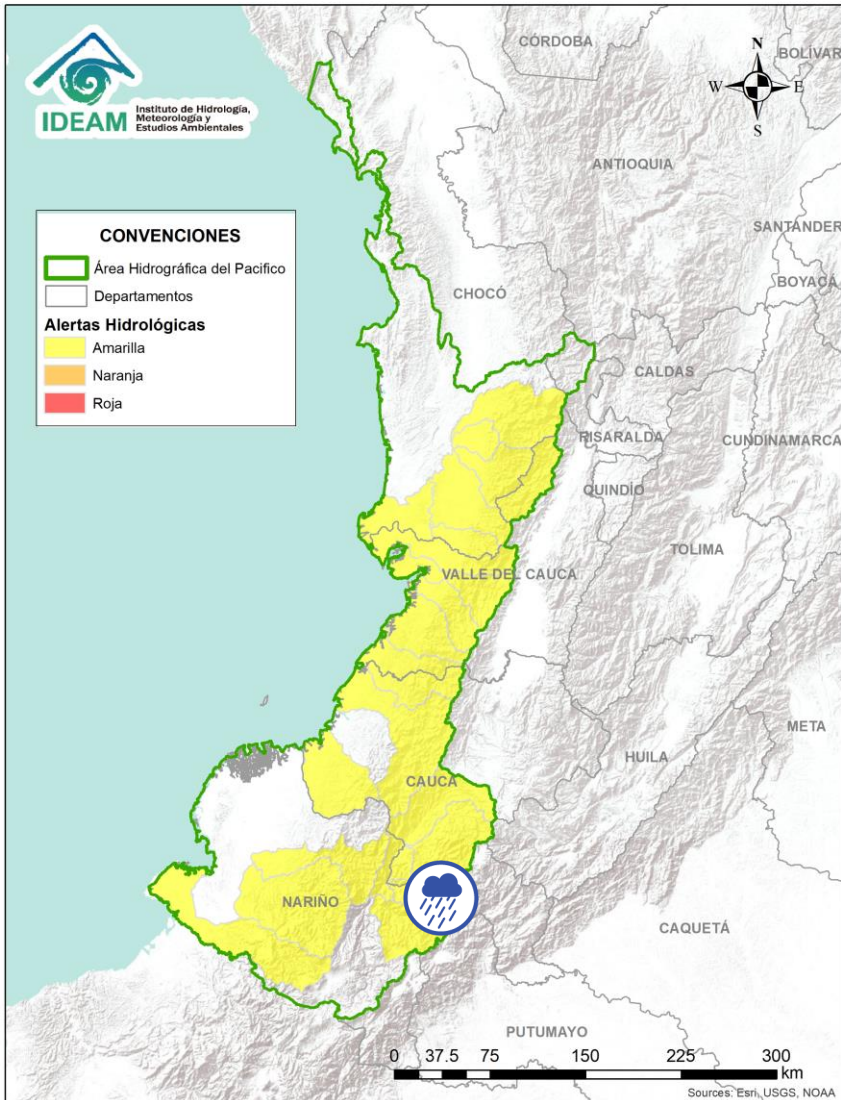 IDEAM
Instituto de Hidrología,
Meteorología y
Estudios Ambientales
CÓRDOBA
BOLÍVAR
N
W
E
S
ANTIOQUIA
SANTANDER
BOYACÁ
CONVENCIONES
Área Hidrográfica del Pacifico
Departamentos
Alertas Hidrológicas
Amarilla
Naranja
Roja
CHOCÓ
CALDAS
RISARALDA
CUNDINAMARCA
QUINDÍO
TOLIMA
VALLE DEL CAUCA
META
HUILA
CAUCA
NARIÑO
CAQUETÁ
PUTUMAYO
0 37.5 75 150 225 300
km
Sources: Esri, USGS, NOAA